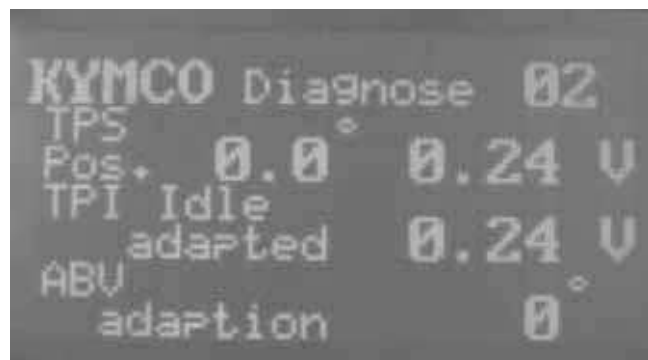 KYMCO Diagnose 02
TPS
Pos. 0.0° 0.24 V
TPI Idle
adapted 0.24 V
ABV
adaption 0°